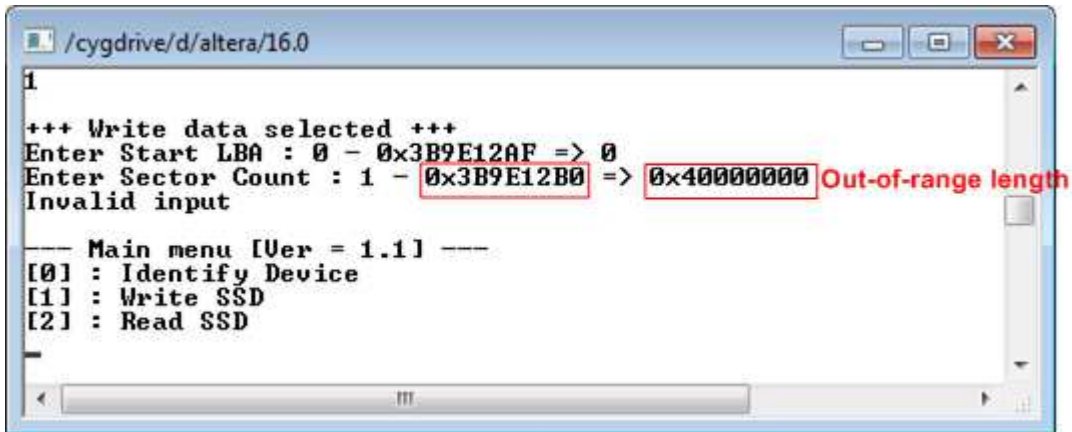 /cygdrive/d/altera/16.0
1
+++ Write data selected +++
Enter Start LBA : 0 - 0x3B9E12AF => 0
Enter Sector Count : 1 - 0x3B9E12B0 => 0x40000000 Out-of-range length
Invalid input
--- Main menu [Ver = 1.1] ---
[0] : Identify Device
[1] : Write SSD
[2] : Read SSD